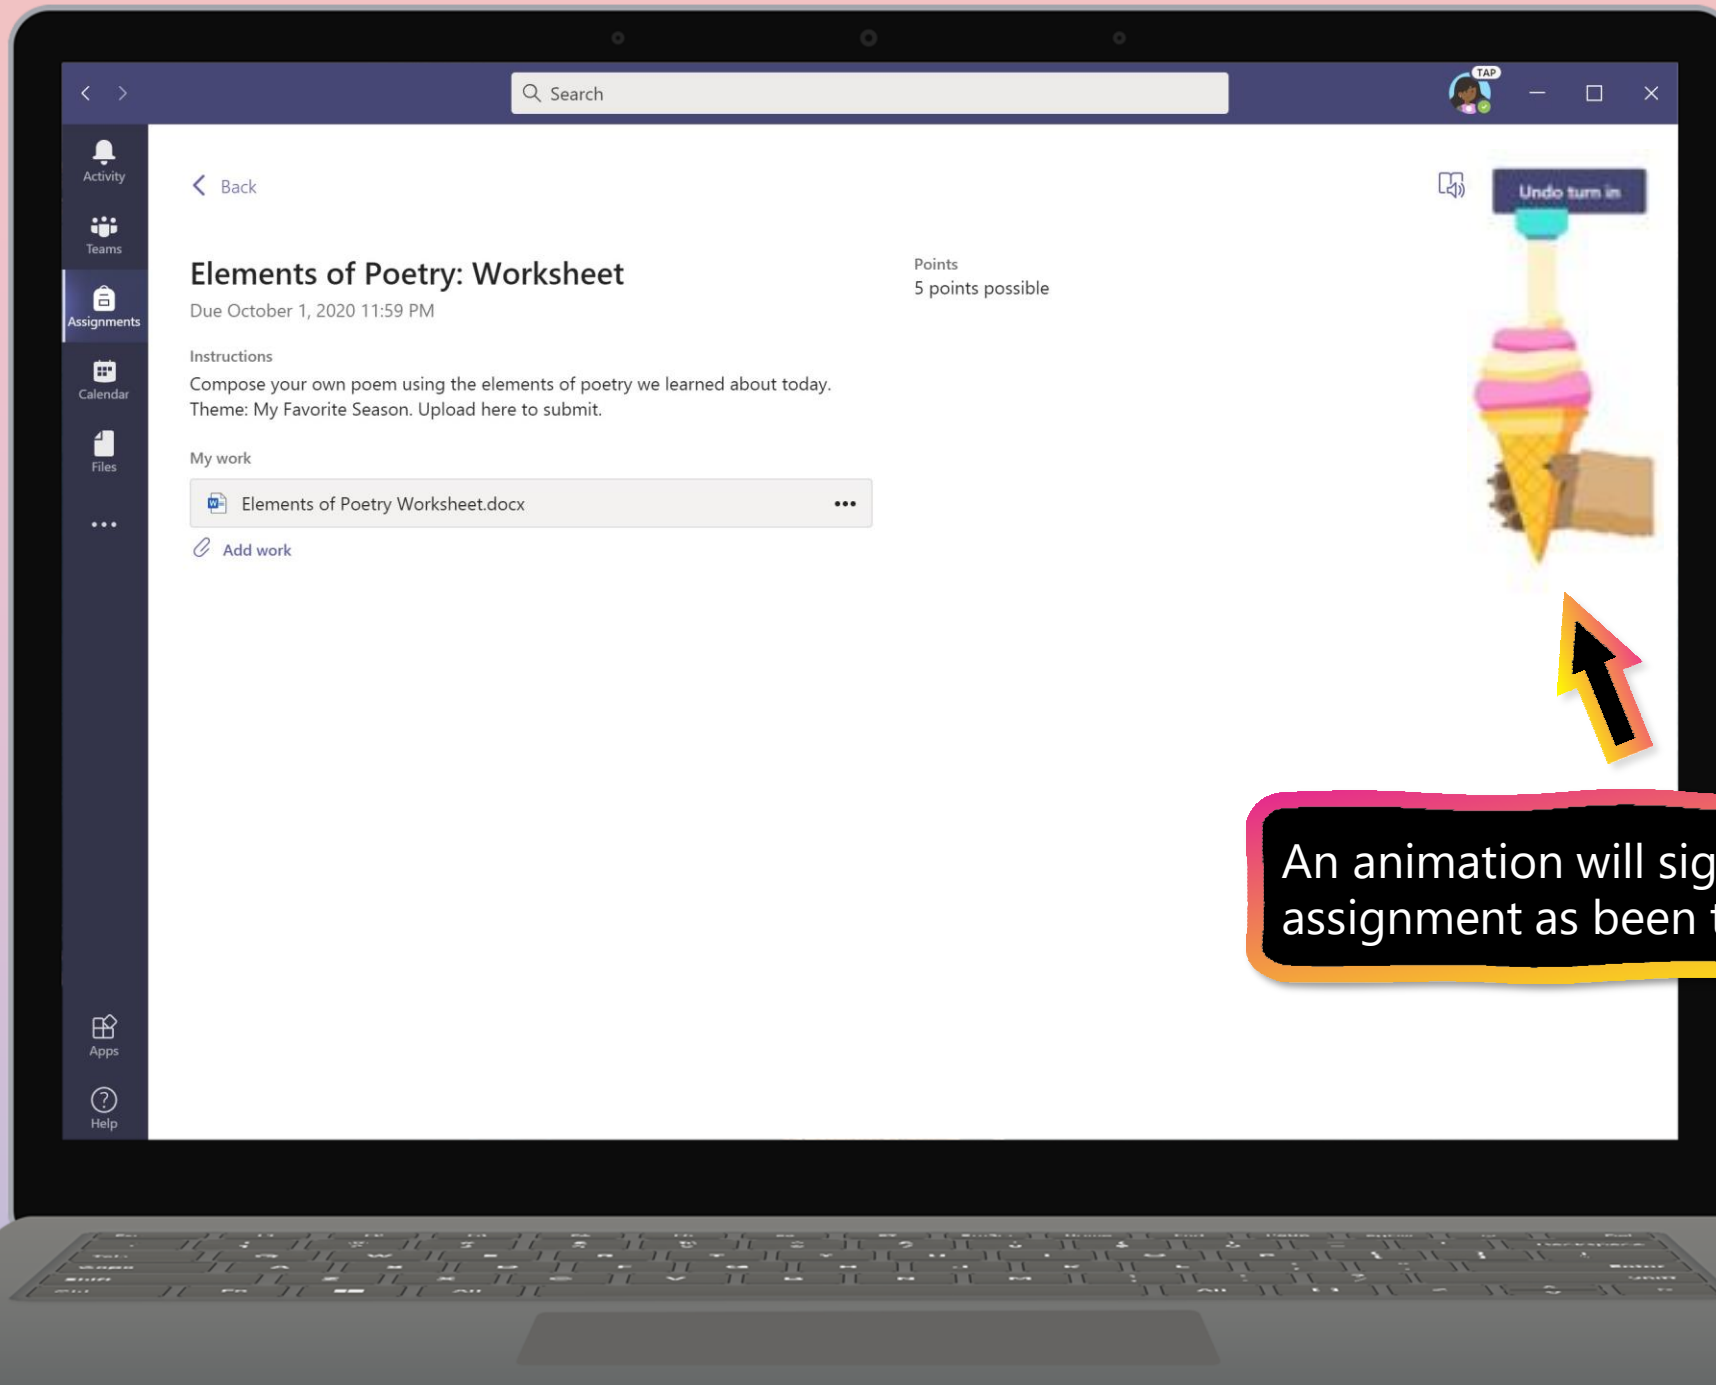 Search
TAP
Activity
Back
Undo turn in
Teams
Elements of Poetry: Worksheet
Points
5 points possible
Due October 1, 2020 11:59 PM
Assignments
Instructions
Compose your own poem using the elements of poetry we learned about today.
Theme: My Favorite Season. Upload here to submit.
Calendar
My work
Files
Elements of Poetry Worksheet.docx
Add work
An animation will sig
assignment as been t
Apps
Help